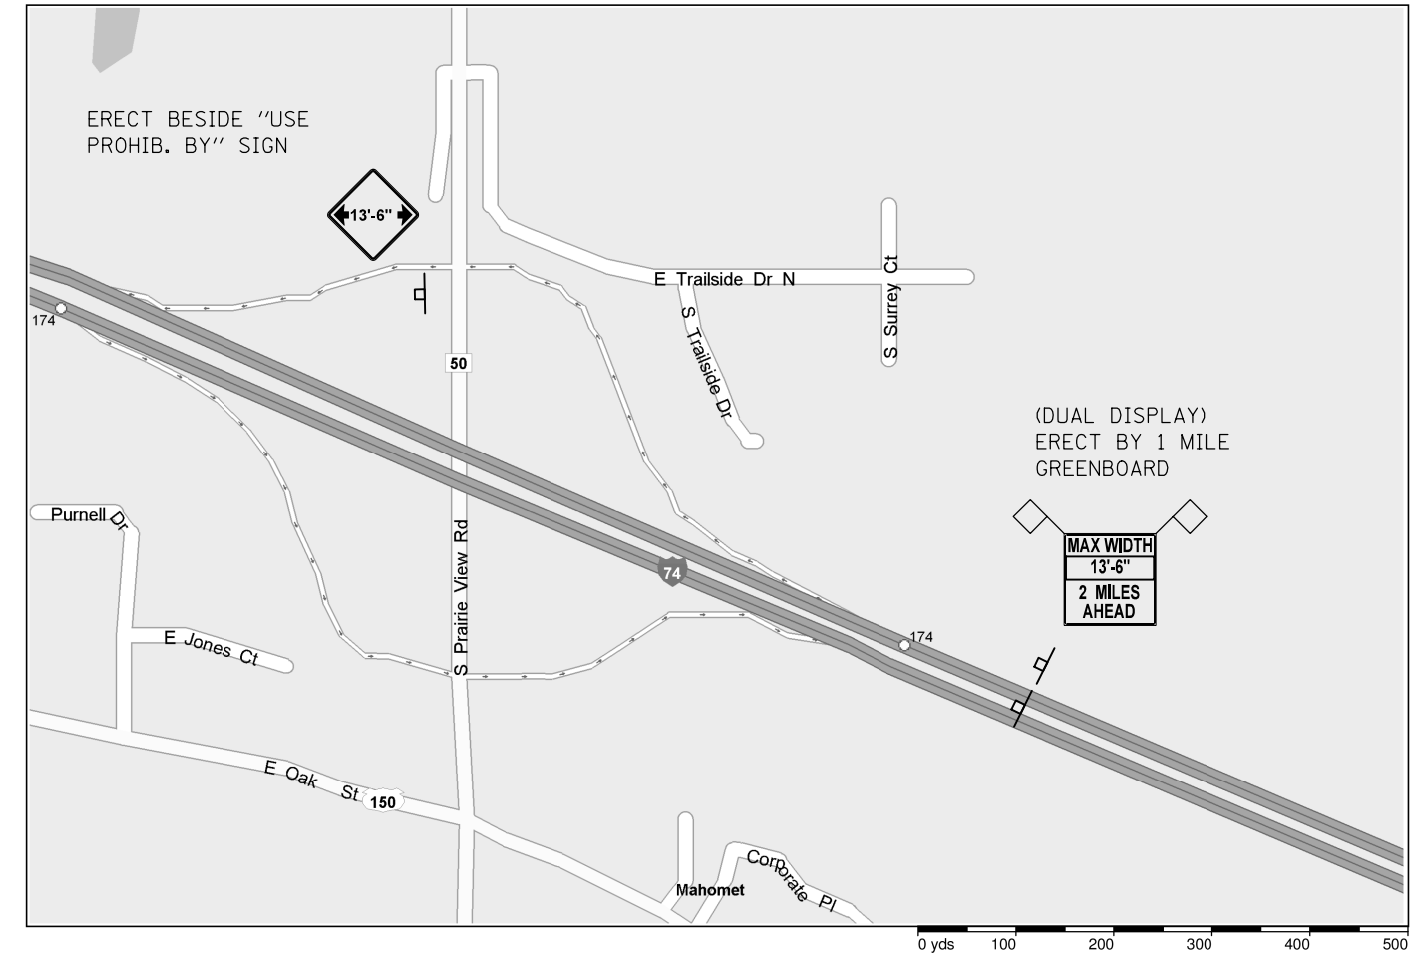 ERECT BESIDE "USE
PROHIB. BY" SIGN
13'-6"
E Trailside Dr N
S Surrey Ct
S Trailside Dr
174
50
(DUAL DISPLAY)
ERECT BY 1 MILE
GREENBOARD
MAX WIDTH
13'-6"
2 MILES
AHEAD
Purnell Dr
S Prairie View Rd
74
174
E Jones Ct
E Oak St
150
Mahomet
Corporate Pl
0 yds 100 200 300 400 500